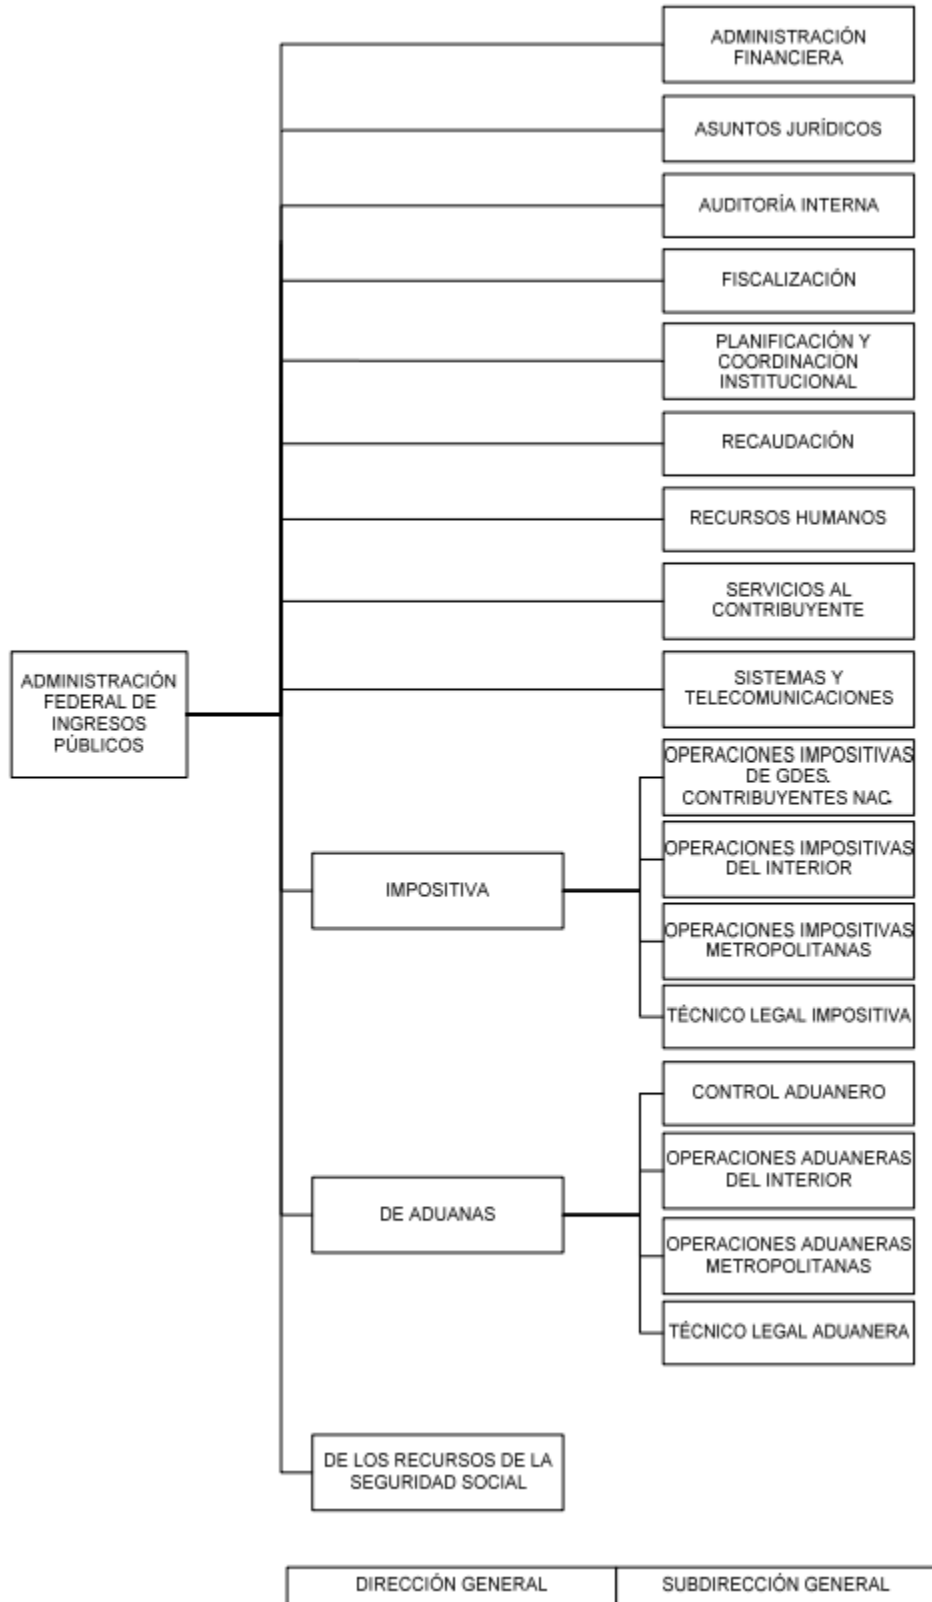 ADMINISTRACIÓN
FINANCIERA
ASUNTOS JURÍDICOS
AUDITORÍA INTERNA
FISCALIZACIÓN
PLANIFICACIÓN Y
COORDINACIÓN
INSTITUCIONAL
RECAUDACIÓN
RECURSOS HUMANOS
SERVICIOS AL
CONTRIBUYENTE
ADMINISTRACIÓN
FEDERAL DE
INGRESOS
PÚBLICOS
SISTEMAS Y
TELECOMUNICACIONES
OPERACIONES IMPOSITIVAS
DE GDES.
CONTRIBUYENTES NAC.
OPERACIONES IMPOSITIVAS
DEL INTERIOR
IMPOSITIVA
OPERACIONES IMPOSITIVAS
METROPOLITANAS
TÉCNICO LEGAL IMPOSITIVA
CONTROL ADUANERO
OPERACIONES ADUANERAS
DEL INTERIOR
DE ADUANAS
OPERACIONES ADUANERAS
METROPOLITANAS
TÉCNICO LEGAL ADUANERA
DE LOS RECURSOS DE LA
SEGURIDAD SOCIAL
DIRECCIÓN GENERAL
SUBDIRECCIÓN GENERAL